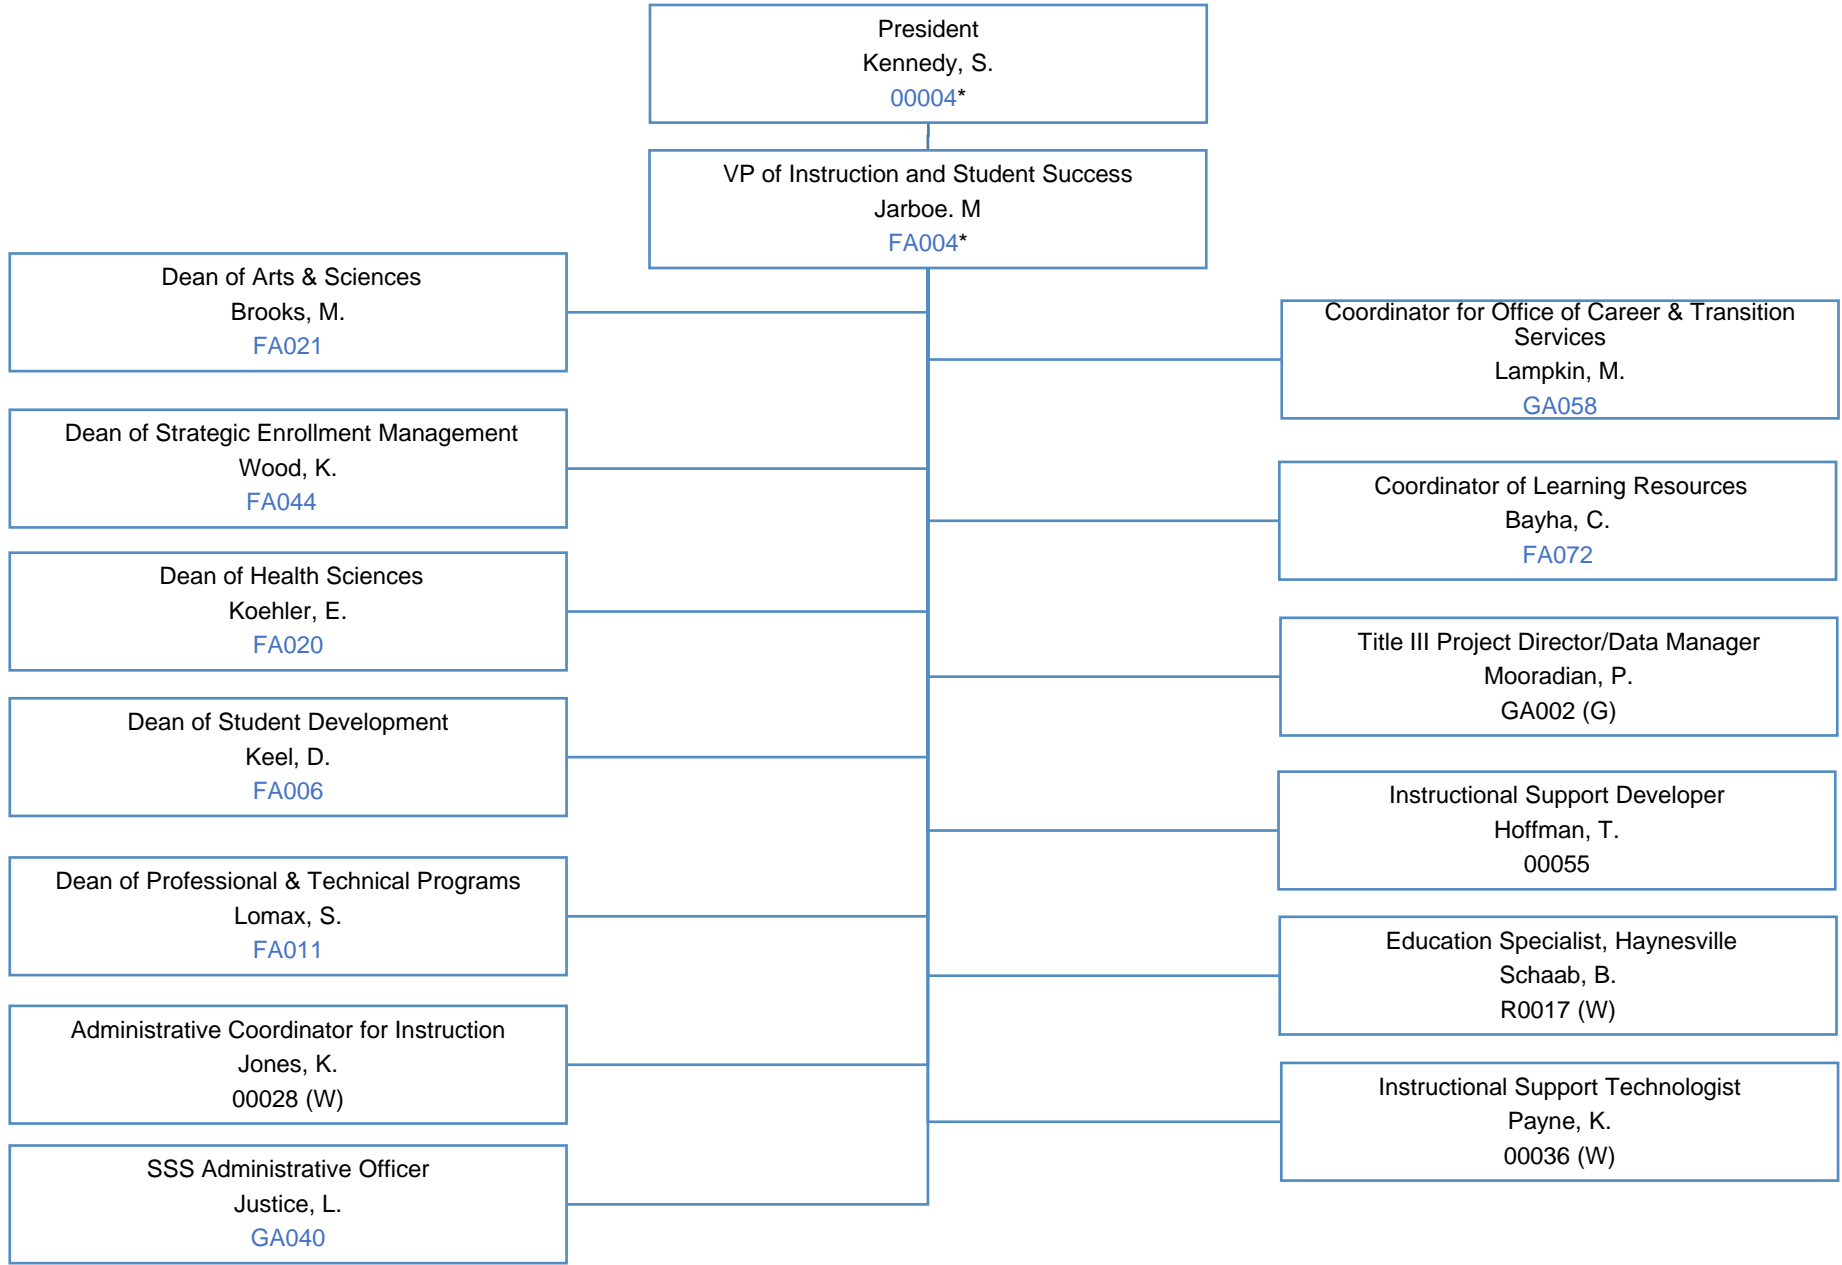 President
Kennedy, S.
00004*
VP of Instruction and Student Success
Jarboe. M
FA004*
Dean of Arts & Sciences
Brooks, M.
FA021
Dean of Strategic Enrollment Management
Wood, K.
FA044
Dean of Health Sciences
Koehler, E.
FA020
Dean of Student Development
Keel, D.
FA006
Dean of Professional & Technical Programs
Lomax, S.
FA011
Administrative Coordinator for Instruction
Jones, K.
00028 (W)
SSS Administrative Officer
Justice, L.
GA040
Coordinator for Office of Career & Transition
Services
Lampkin, M.
GA058
Coordinator of Learning Resources
Bayha, C.
FA072
Title III Project Director/Data Manager
Mooradian, P.
GA002 (G)
Instructional Support Developer
Hoffman, T.
00055
Education Specialist, Haynesville
Schaab, B.
R0017 (W)
Instructional Support Technologist
Payne, K.
00036 (W)